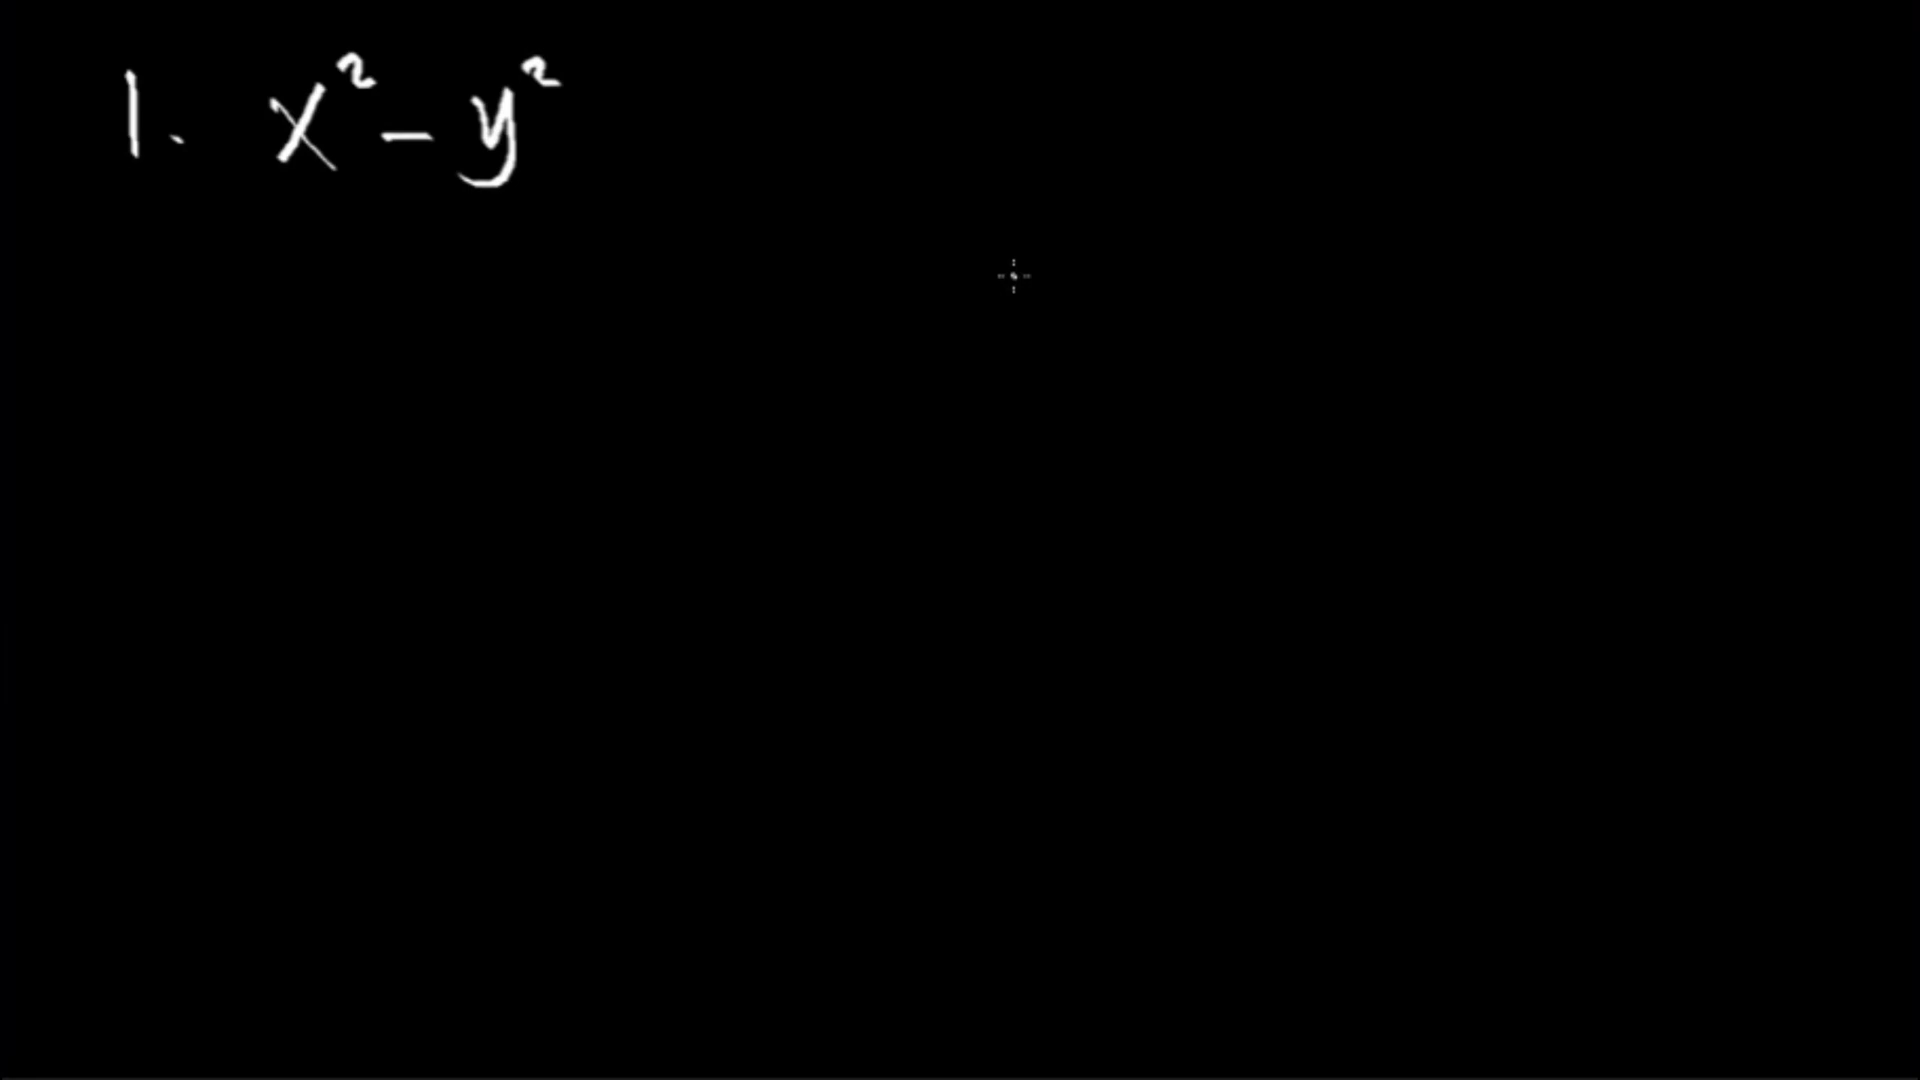 1. x² - y²